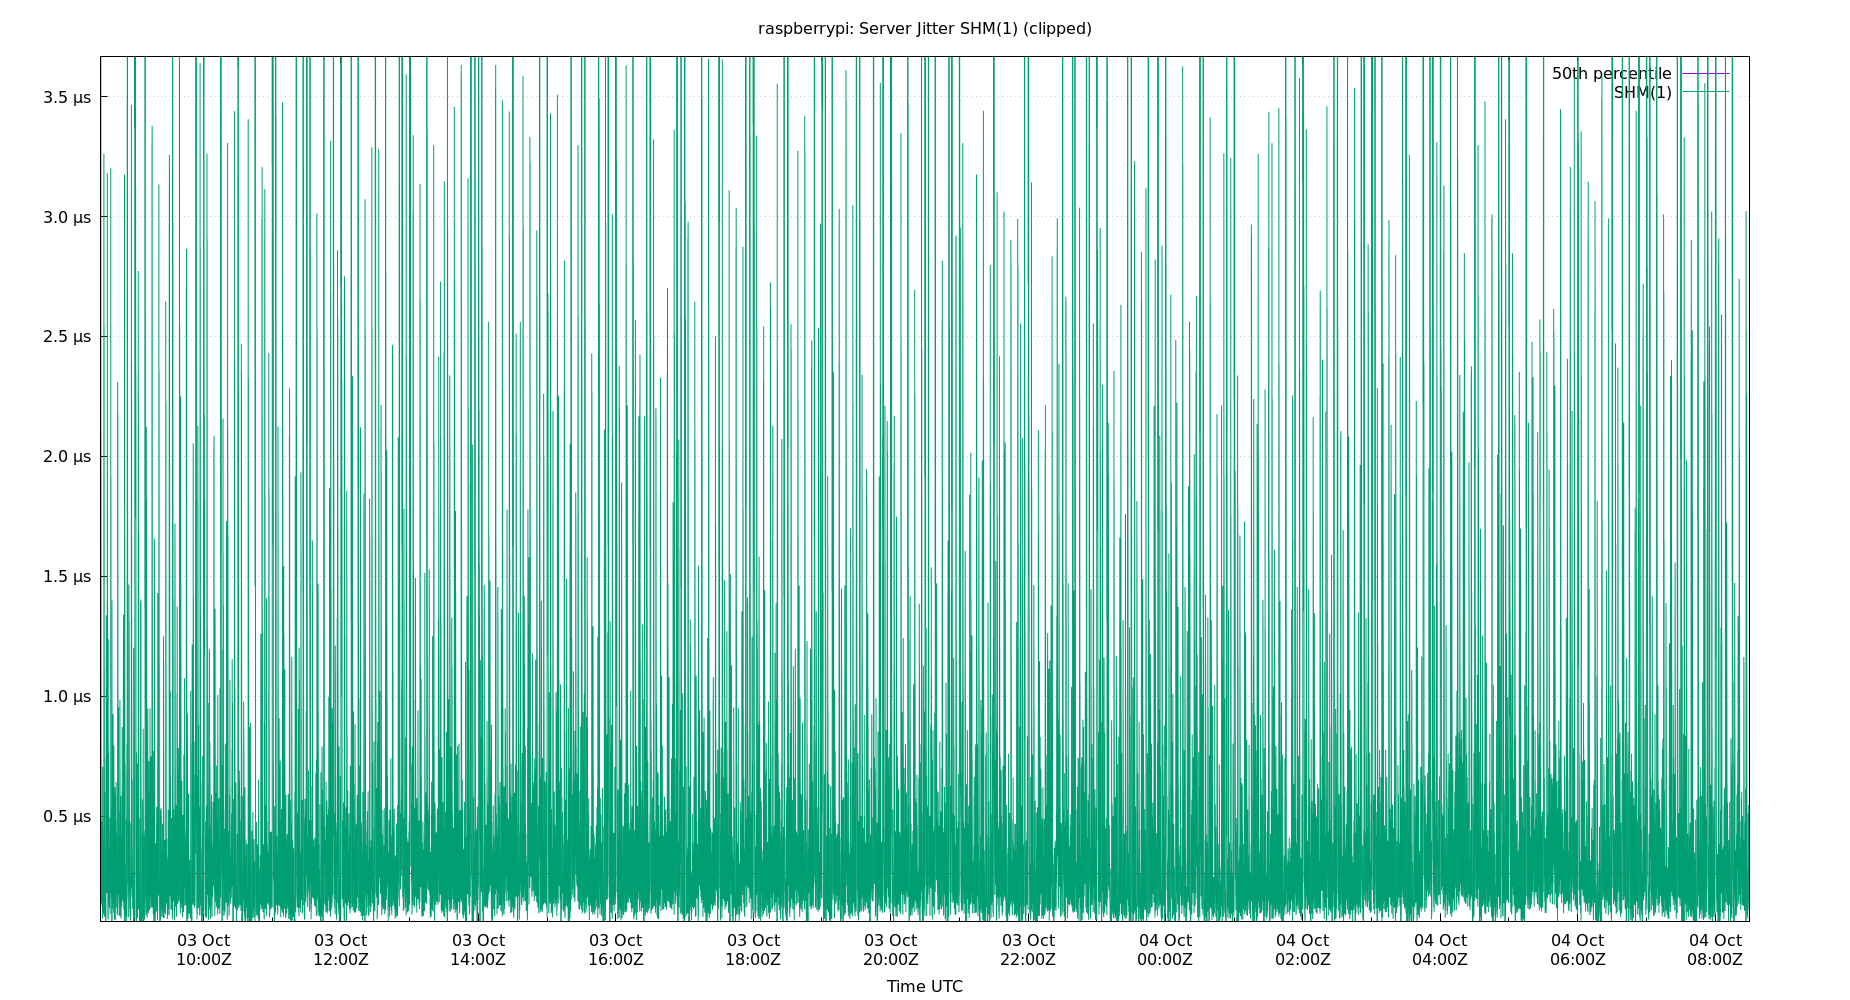 raspberrypi: Server Jitter SHM(1) (clipped)
50th percentile
SHM(1)
3.5 µs
3.0 µs
2.5 µs
2.0 µs
1.5 µs
1.0 µs
0.5 µs
03 Oct 03 Oct 03 Oct 03 Oct 03 Oct 03 Oct 03 Oct 04 Oct 04 Oct 04 Oct 04 Oct 04 Oct
10:00Z 12:00Z 14:00Z 16:00Z 18:00Z 20:00Z 22:00Z 00:00Z 02:00Z 04:00Z 06:00Z 08:00Z
Time UTC